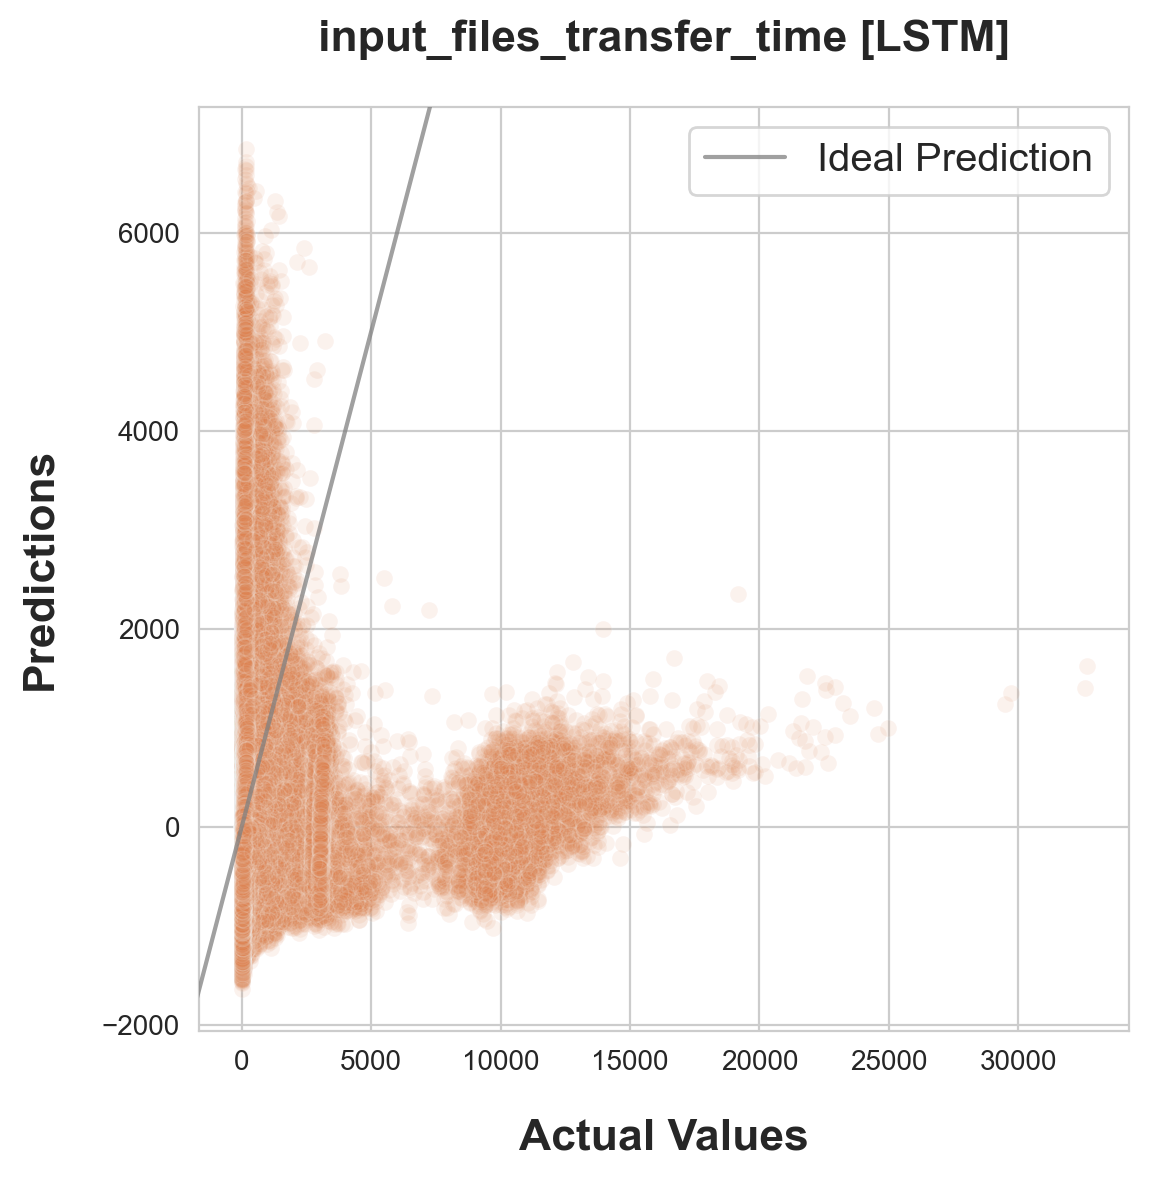 input_files_transfer_time [LSTM]
Ideal Prediction
6000
4000
2000
0
−2000
Predictions
0 5000 10000 15000 20000 25000 30000
Actual Values